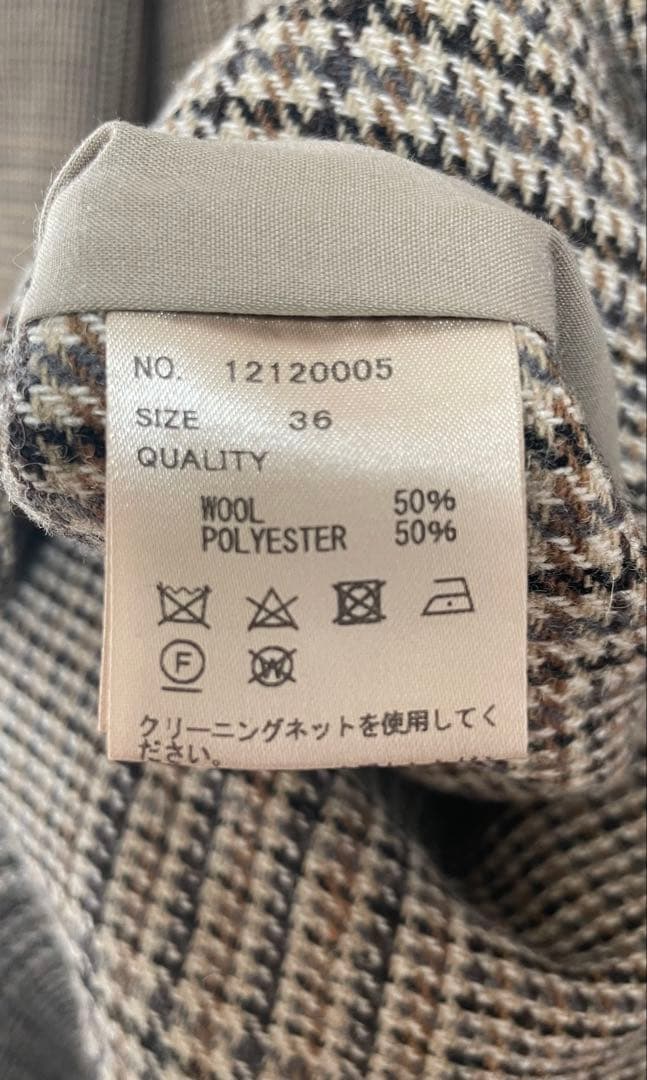 NO. 12120005
SIZE 36
QUALITY
WOOL 50%
POLYESTER 50%
F W
クリーニングネットを使用してく
ださい。